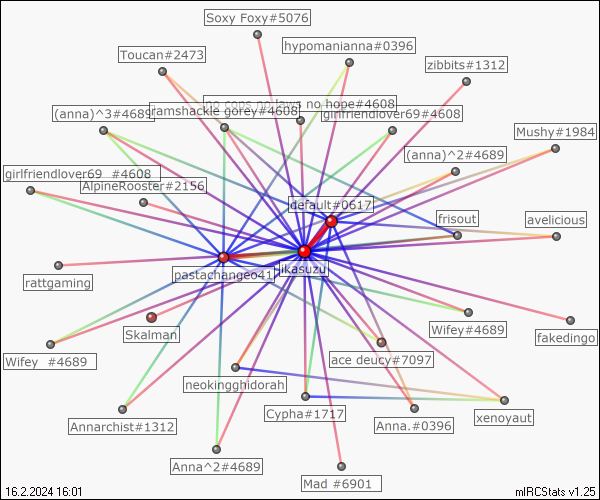 Soxy Foxy#5076
hypomanianna#0396
Toucan#2473
zibbits#1312
no cops no laws no hope#4608
(anna)^3#4689
ramshackle gorey#4608
girlfriendlover69#4608
Mushy#1984
(anna)^2#4689
girlfriendlover69_#4608
AlpineRooster#2156
default#0617
frisout
avelicious
jikasuzu
pastachangeo41
rattgaming
Skalman
Wifey#4689
fakedingo
Wifey  #4689
ace deucy#7097
neokingghidorah
Cypha#1717
xenoyaut
Annarchist#1312
Anna.#0396
Anna^2#4689
Mad #6901
16.2.2024 16:01
mIRCStats v1.25